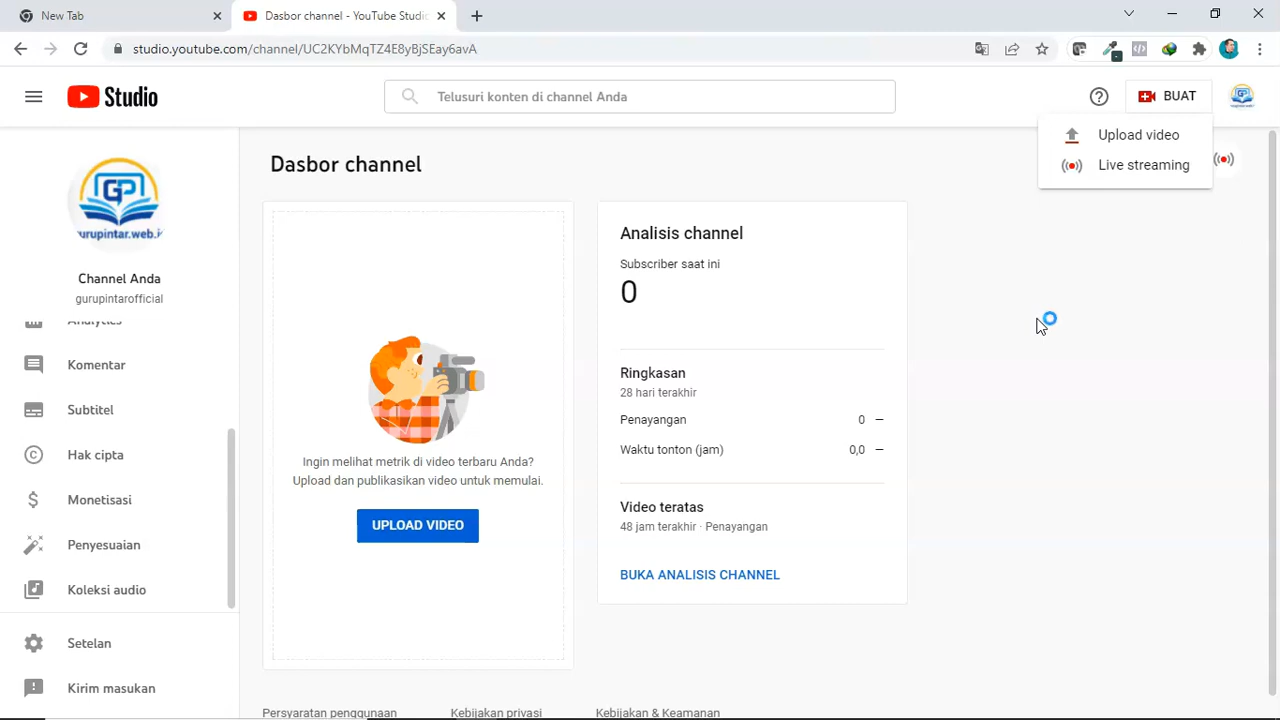 New Tab
Dasbor channel - YouTube Studio
studio.youtube.com/channel/UC2KYbMqTZ4E8yBjSEay6avA
Studio
Telusuri konten di channel Anda
BUAT
Upload video
Live streaming
GP
urupintar.web.i
Channel Anda
gurupintarofficial
Analytics
Komentar
Subtitel
Hak cipta
Monetisasi
Penyesuaian
Koleksi audio
Setelan
Kirim masukan
Dasbor channel
Ingin melihat metrik di video terbaru Anda?
Upload dan publikasikan video untuk memulai.
UPLOAD VIDEO
Analisis channel
Subscriber saat ini
0
Ringkasan
28 hari terakhir
Penayangan 0 —
Waktu tonton (jam) 0,0 —
Video teratas
48 jam terakhir · Penayangan
BUKA ANALISIS CHANNEL
Persyaratan penggunaan
Kebijakan privasi
Kebijakan & Keamanan